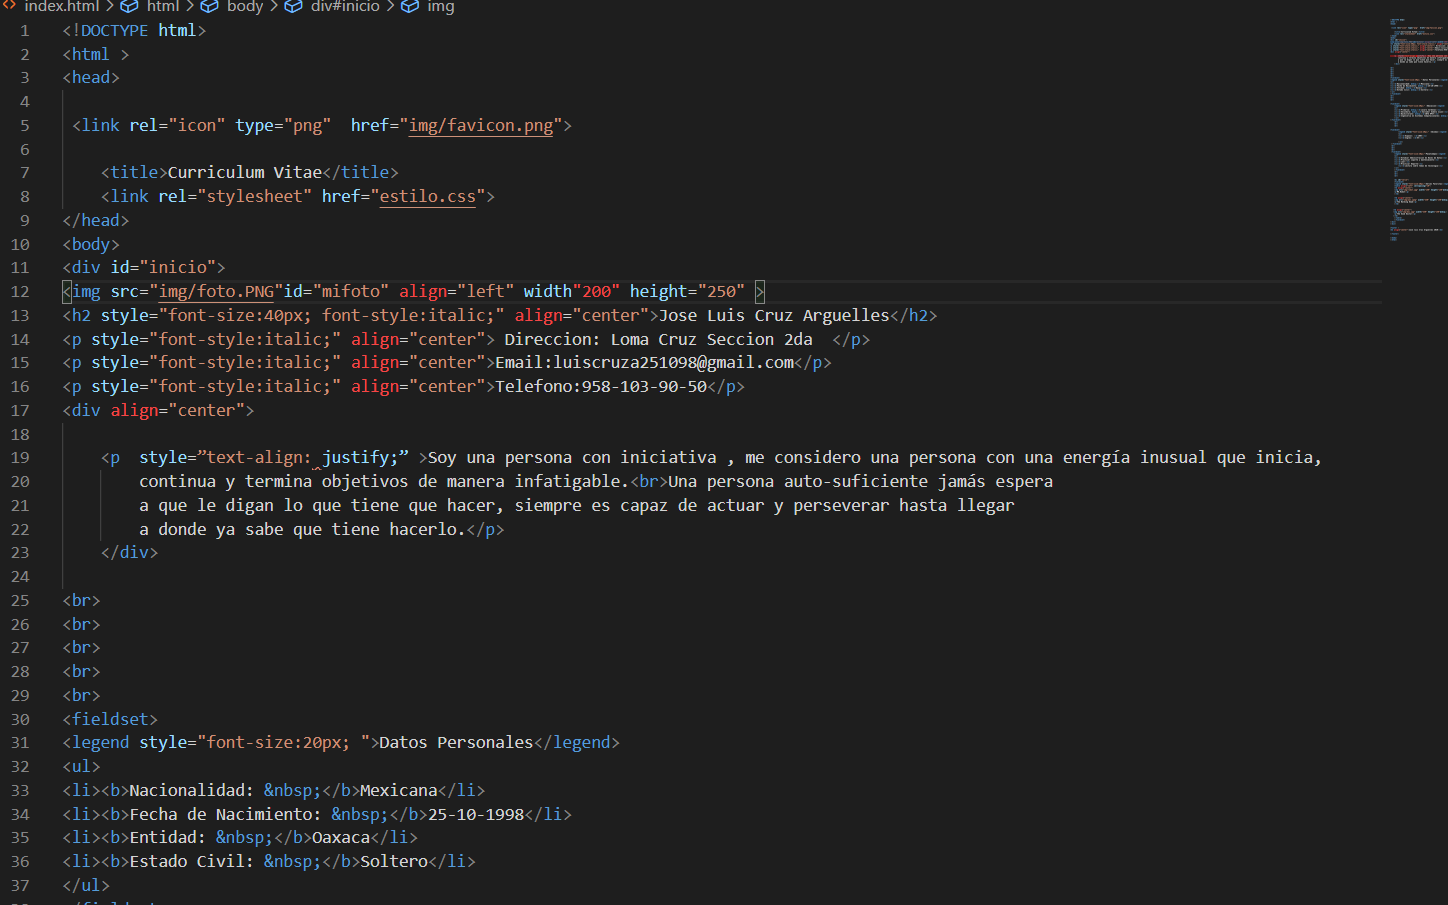 index.html > html > body > div#inicio > img
1 <!DOCTYPE html>
2 <html >
3 <head>
4
5 <link rel="icon" type="png"  href="img/favicon.png">
6
7 <title>Curriculum Vitae</title>
8 <link rel="stylesheet" href="estilo.css">
9 </head>
10 <body>
11 <div id="inicio">
12 <img src="img/foto.PNG"id="mifoto" align="left" width"200" height="250" >
13 <h2 style="font-size:40px; font-style:italic;" align="center">Jose Luis Cruz Arguelles</h2>
14 <p style="font-style:italic;" align="center"> Direccion: Loma Cruz Seccion 2da  </p>
15 <p style="font-style:italic;" align="center">Email:luiscruza251098@gmail.com</p>
16 <p style="font-style:italic;" align="center">Telefono:958-103-90-50</p>
17 <div align="center">
18
19 <p  style=”text-align: justify;” >Soy una persona con iniciativa , me considero una persona con una energía inusual que inicia,
20 continua y termina objetivos de manera infatigable.<br>Una persona auto-suficiente jamás espera
21 a que le digan lo que tiene que hacer, siempre es capaz de actuar y perseverar hasta llegar
22 a donde ya sabe que tiene hacerlo.</p>
23 </div>
24
25 <br>
26 <br>
27 <br>
28 <br>
29 <br>
30 <fieldset>
31 <legend style="font-size:20px; ">Datos Personales</legend>
32 <ul>
33 <li><b>Nacionalidad: &nbsp;</b>Mexicana</li>
34 <li><b>Fecha de Nacimiento: &nbsp;</b>25-10-1998</li>
35 <li><b>Entidad: &nbsp;</b>Oaxaca</li>
36 <li><b>Estado Civil: &nbsp;</b>Soltero</li>
37 </ul>